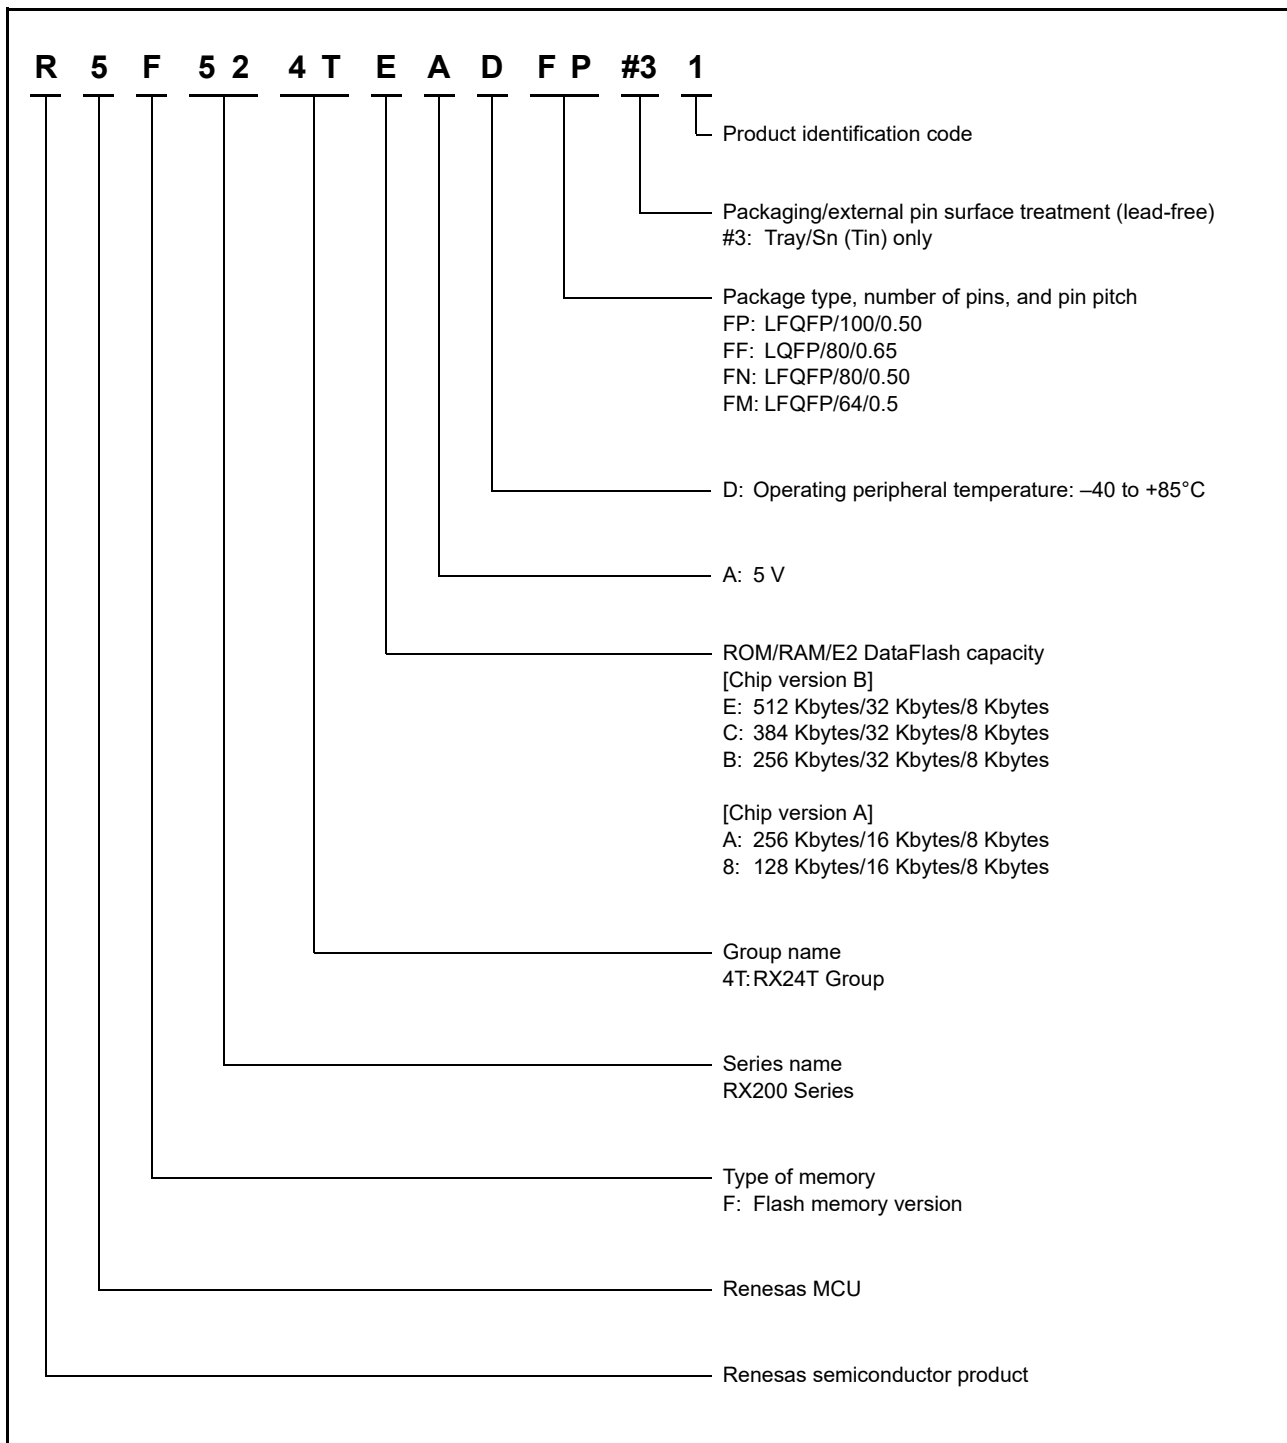 R 5 F 5 2 4 T E A D F P #3 1
Product identification code
Packaging/external pin surface treatment (lead-free)
#3: Tray/Sn (Tin) only
Package type, number of pins, and pin pitch
FP: LFQFP/100/0.50
FF: LQFP/80/0.65
FN: LFQFP/80/0.50
FM: LFQFP/64/0.5
D: Operating peripheral temperature: –40 to +85°C
A: 5 V
ROM/RAM/E2 DataFlash capacity
[Chip version B]
E: 512 Kbytes/32 Kbytes/8 Kbytes
C: 384 Kbytes/32 Kbytes/8 Kbytes
B: 256 Kbytes/32 Kbytes/8 Kbytes
[Chip version A]
A: 256 Kbytes/16 Kbytes/8 Kbytes
8: 128 Kbytes/16 Kbytes/8 Kbytes
Group name
4T: RX24T Group
Series name
RX200 Series
Type of memory
F: Flash memory version
Renesas MCU
Renesas semiconductor product